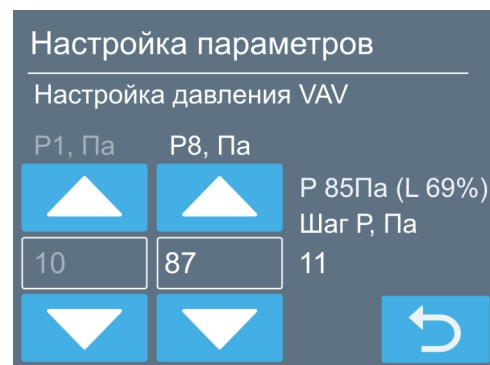 Настройка параметров
Настройка давления VAV
P1, Па
P8, Па
P 85Па (L 69%)
Шаг P, Па
10
87
11